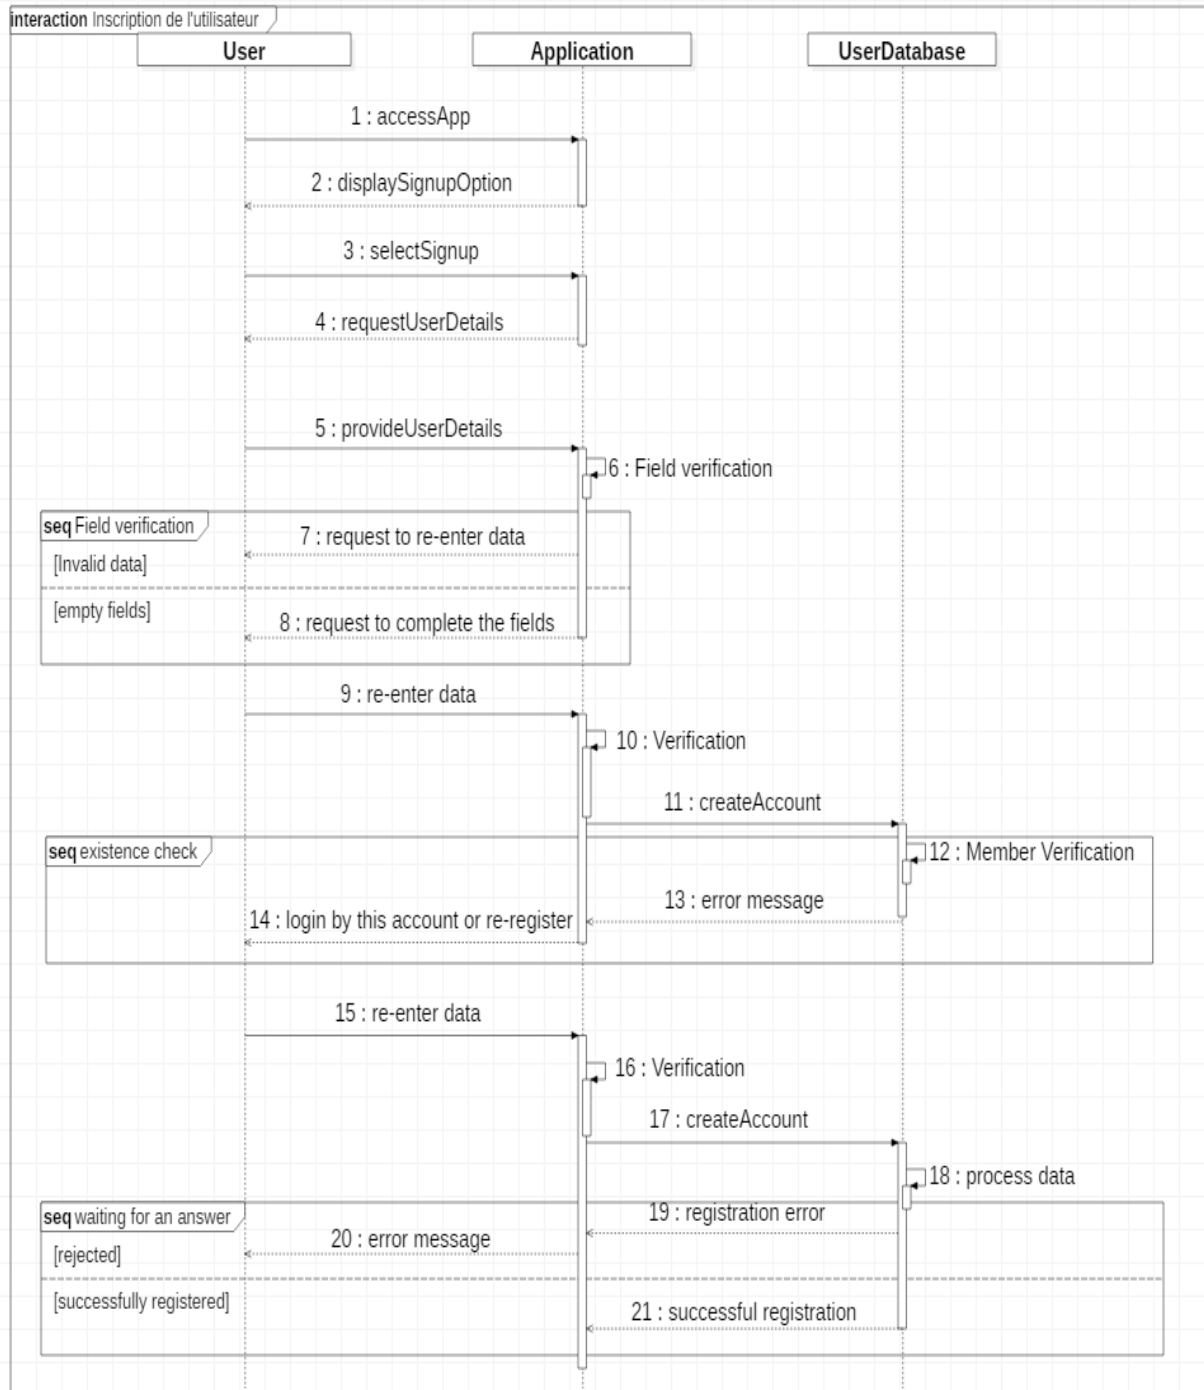 interaction Inscription de l'utilisateur
User
Application
UserDatabase
1 : accessApp
2 : displaySignupOption
3 : selectSignup
4 : requestUserDetails
5 : provideUserDetails
6 : Field verification
seq Field verification
7 : request to re-enter data
[Invalid data]
[empty fields]
8 : request to complete the fields
9 : re-enter data
10 : Verification
11 : createAccount
seq existence check
12 : Member Verification
13 : error message
14 : login by this account or re-register
15 : re-enter data
16 : Verification
17 : createAccount
18 : process data
seq waiting for an answer
19 : registration error
20 : error message
[rejected]
[successfully registered]
21 : successful registration